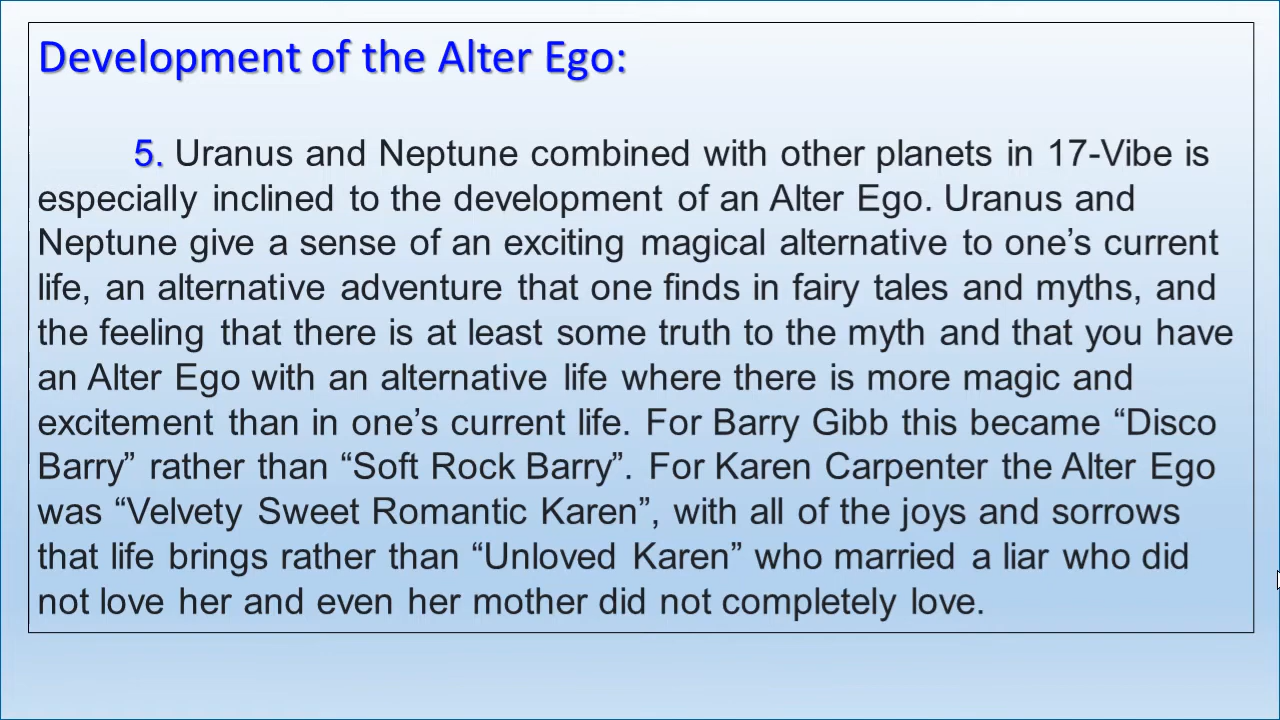 Development of the Alter Ego:
5. Uranus and Neptune combined with other planets in 17-Vibe is
especially inclined to the development of an Alter Ego. Uranus and
Neptune give a sense of an exciting magical alternative to one’s current
life, an alternative adventure that one finds in fairy tales and myths, and
the feeling that there is at least some truth to the myth and that you have
an Alter Ego with an alternative life where there is more magic and
excitement than in one’s current life. For Barry Gibb this became “Disco
Barry” rather than “Soft Rock Barry”. For Karen Carpenter the Alter Ego
was “Velvety Sweet Romantic Karen”, with all of the joys and sorrows
that life brings rather than “Unloved Karen” who married a liar who did
not love her and even her mother did not completely love.